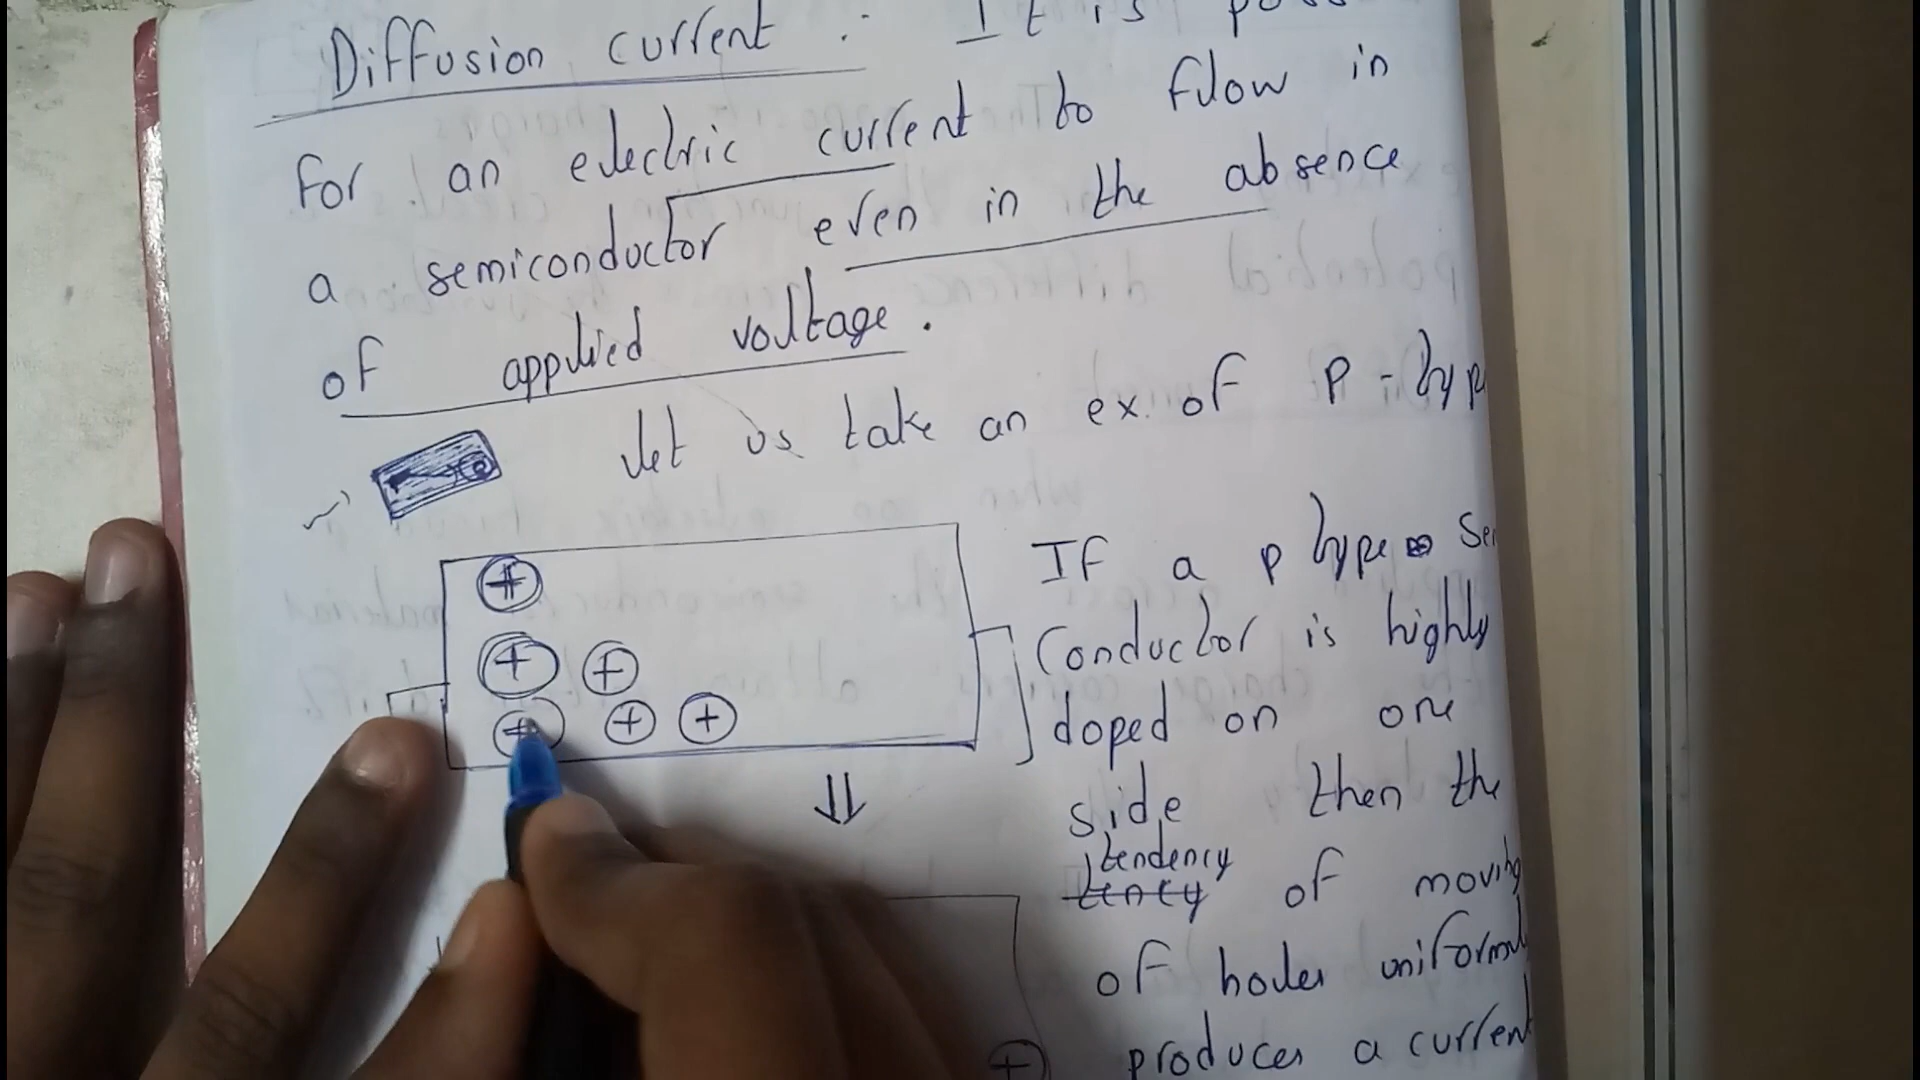 Diffusion current : It is
for an electric current to flow in
a semiconductor even in the absence
of applied voltage.
Let us take an ex. of P-typ
If a p type Se
Conductor is highly
doped on one
side then the
tendency
tency of moving
of holes uniform
produces a current
+
+ +
+ + +
+